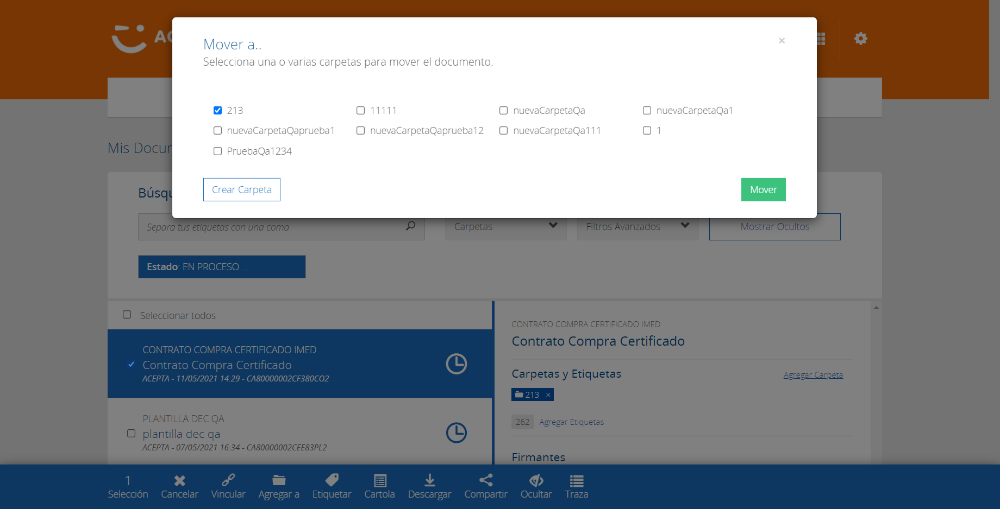 AC
Mover a..
×
Selecciona una o varias carpetas para mover el documento.
213
11111
nuevaCarpetaQa
nuevaCarpetaQa1
nuevaCarpetaQaprueba1
nuevaCarpetaQaprueba12
nuevaCarpetaQa111
1
PruebaQa1234
Crear Carpeta
Mover
Mis Docu
Búsqu
Separa tus etiquetas con una coma
Carpetas
Filtros Avanzados
Mostrar Ocultos
Estado: EN PROCESO ...
Seleccionar todos
CONTRATO COMPRA CERTIFICADO IMED
Contrato Compra Certificado
ACEPTA - 11/05/2021 14:29 - CA80000002CF380CO2
PLANTILLA DEC QA
plantilla dec qa
ACEPTA - 07/05/2021 16:34 - CA80000002CEE83PL2
CONTRATO COMPRA CERTIFICADO IMED
Contrato Compra Certificado
Carpetas y Etiquetas
Agregar Carpeta
213 ×
262 Agregar Etiquetas
Firmantes
1
Selección
Cancelar
Vincular
Agregar a
Etiquetar
Cartola
Descargar
Compartir
Ocultar
Traza